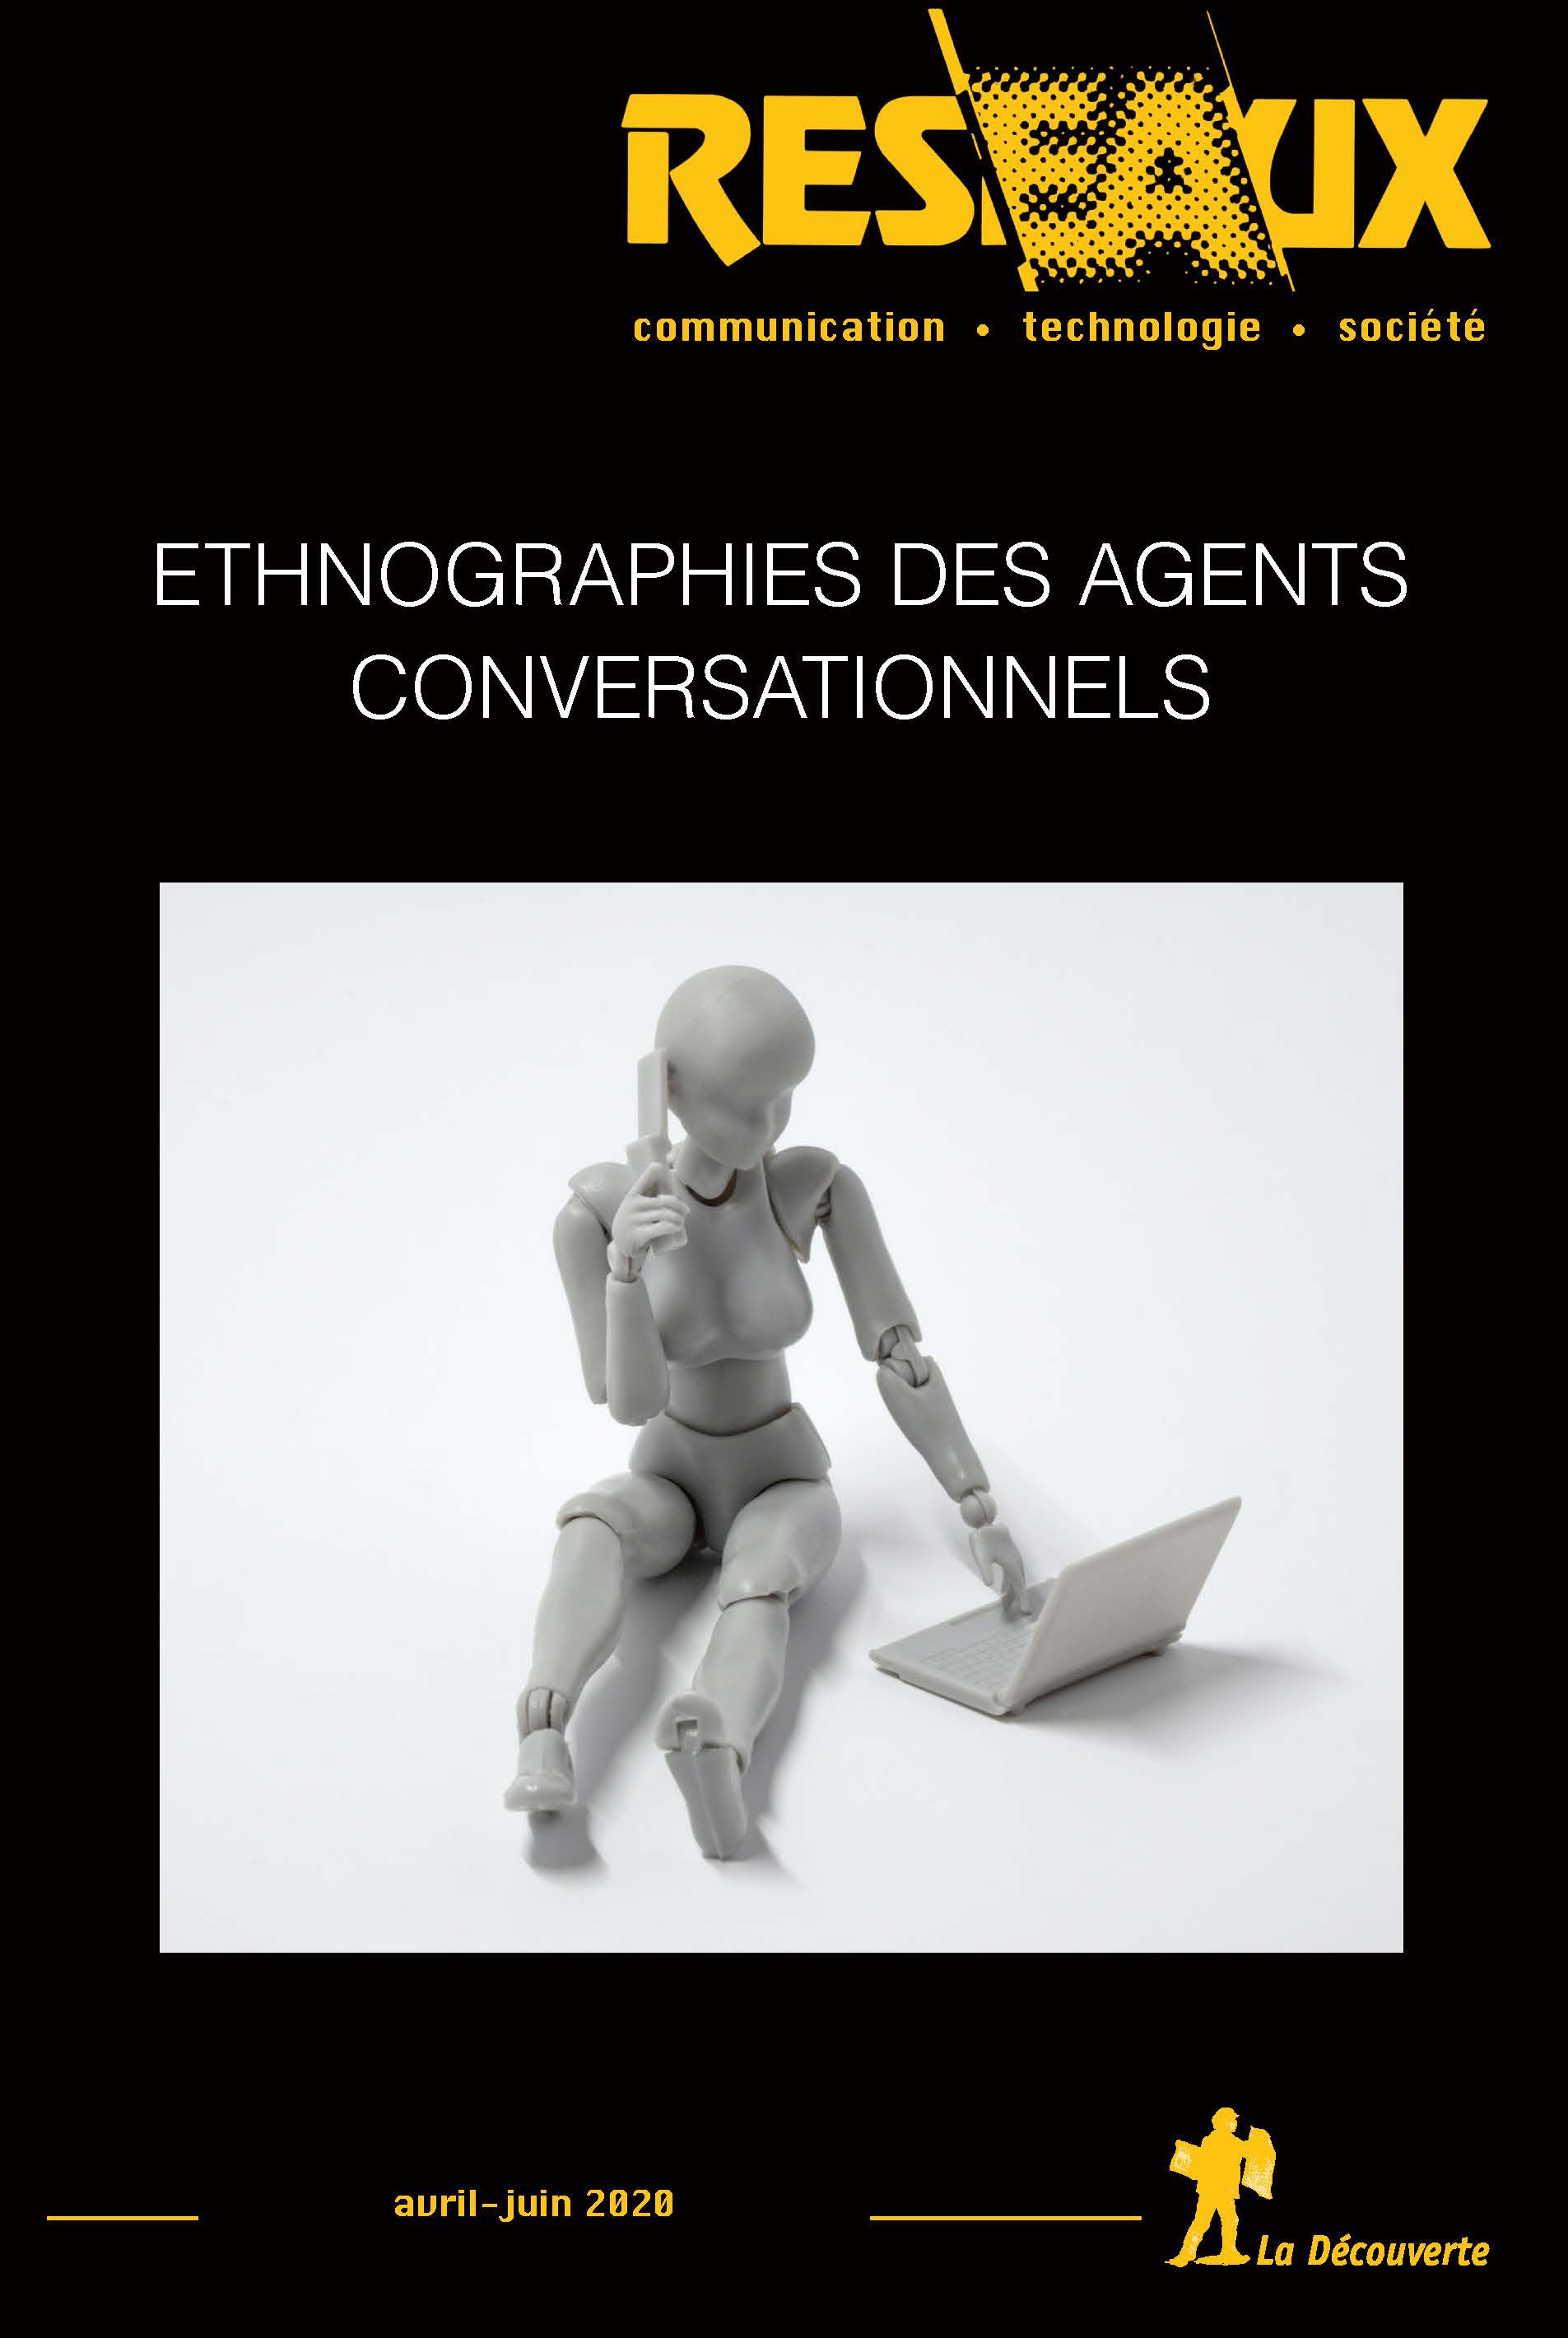 RESEAUX
communication • technologie • société
ETHNOGRAPHIES DES AGENTS
CONVERSATIONNELS
avril-juin 2020
La Découverte